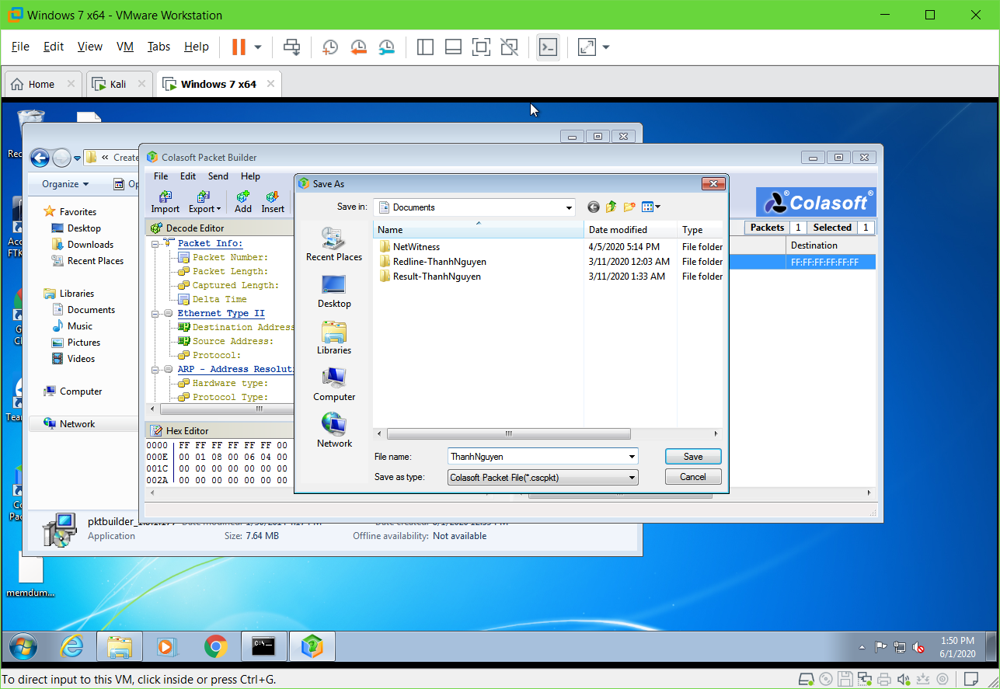 Windows 7 x64 - VMware Workstation
File Edit View VM Tabs Help
Home Kali Windows 7 x64
Rec
« Create
Organize Op
Favorites
Desktop
Downloads
Recent Places
Libraries
Documents
Music
Pictures
Videos
Computer
Network
Acc
FTK
G
Ch
Tea
Co
Pac
memdum...
Colasoft Packet Builder
File Edit Send Help
Import Export Add Insert
Colasoft®
Packets 1 Selected 1
Destination
FF:FF:FF:FF:FF:FF
Decode Editor
Packet Info:
Packet Number:
Packet Length:
Captured Length:
Delta Time
Ethernet Type II
Destination Address
Source Address:
Protocol:
ARP - Address Resoluti
Hardware type:
Protocol Type:
Hex Editor
0000 FF FF FF FF FF FF 00
000E 00 01 08 00 06 04 00
001C 00 00 00 00 00 00 00
002A 00 00 00 00 00 00 00
Save As
Save in: Documents
Recent Places
Desktop
Libraries
Computer
Network
Name Date modified Type
NetWitness 4/5/2020 5:14 PM File folder
Redline-ThanhNguyen 3/11/2020 12:03 AM File folder
Result-ThanhNguyen 3/11/2020 1:33 AM File folder
File name: ThanhNguyen Save
Save as type: Colasoft Packet File(*.cscpkt) Cancel
pktbuilder_
Application Size: 7.64 MB Offline availability: Not available
C:\
1:50 PM
6/1/2020
To direct input to this VM, click inside or press Ctrl+G.